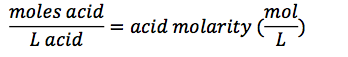 moles acid / L acid = acid molarity (mol / L)